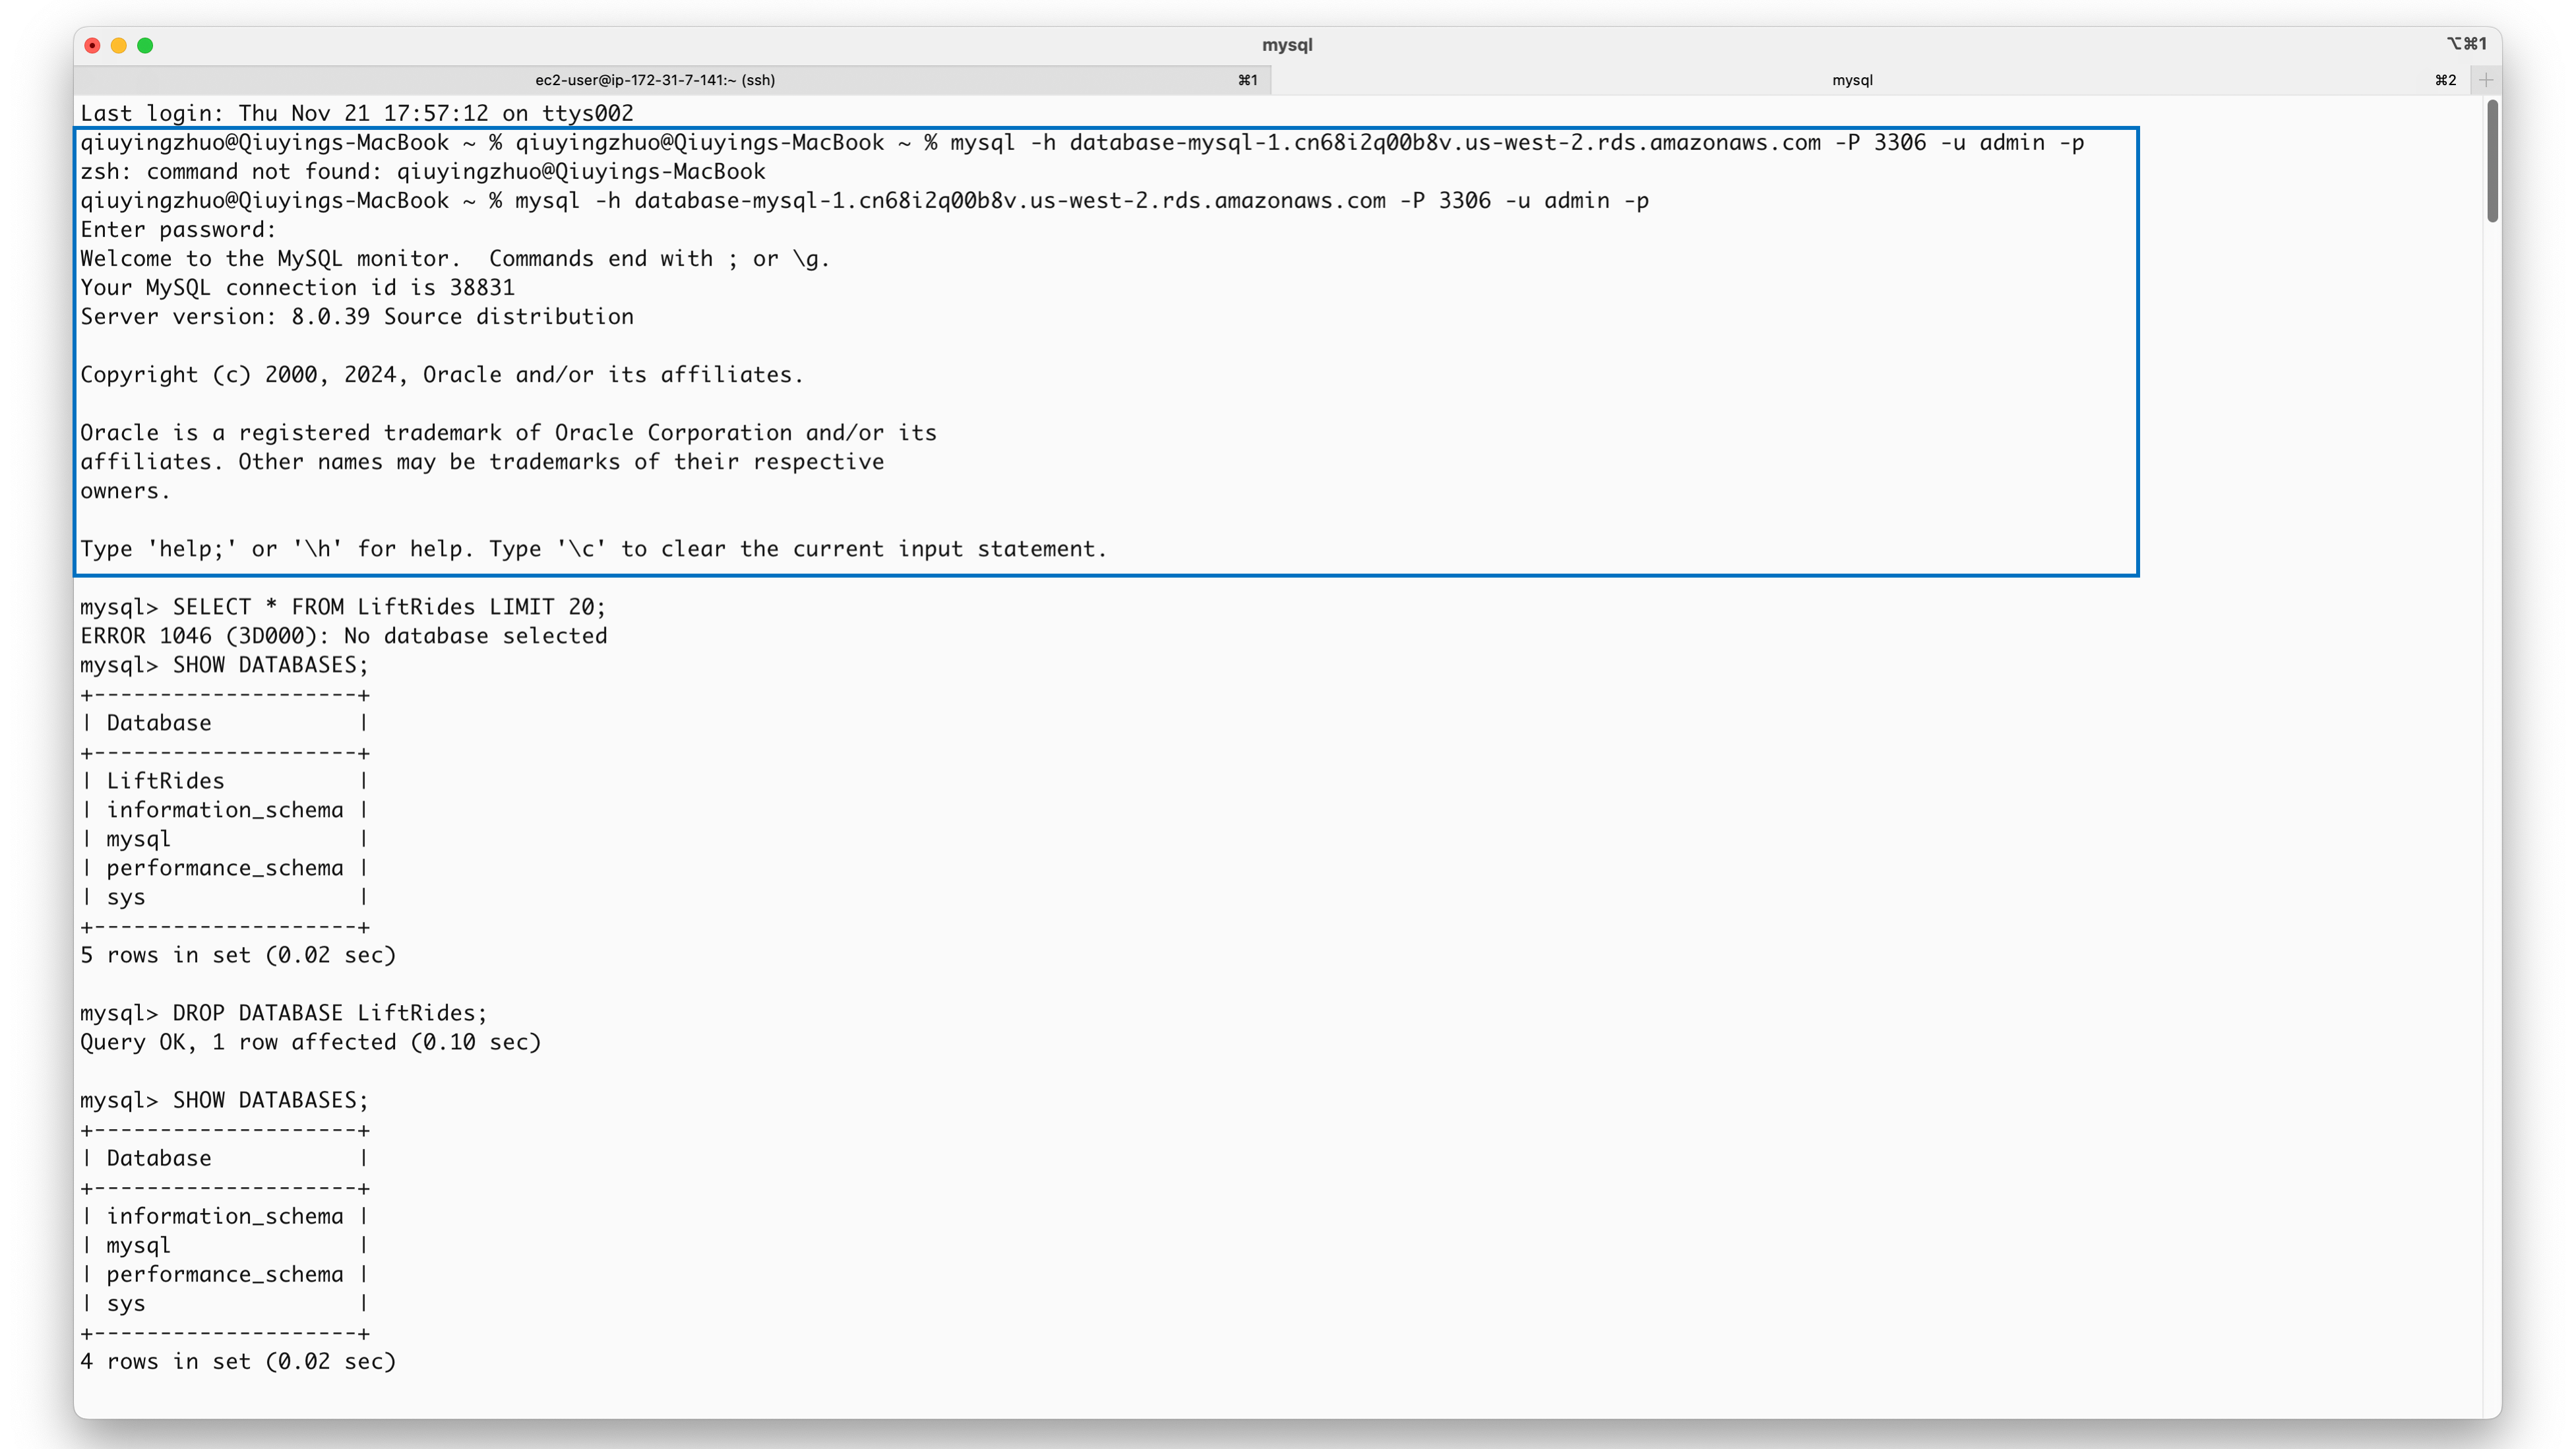 mysql
⌥⌘1
ec2-user@ip-172-31-7-141:~ (ssh) ⌘1 mysql ⌘2 +
Last login: Thu Nov 21 17:57:12 on ttys002
qiuyingzhuo@Qiuyings-MacBook ~ % qiuyingzhuo@Qiuyings-MacBook ~ % mysql -h database-mysql-1.cn68i2q00b8v.us-west-2.rds.amazonaws.com -P 3306 -u admin -p
zsh: command not found: qiuyingzhuo@Qiuyings-MacBook
qiuyingzhuo@Qiuyings-MacBook ~ % mysql -h database-mysql-1.cn68i2q00b8v.us-west-2.rds.amazonaws.com -P 3306 -u admin -p
Enter password:
Welcome to the MySQL monitor.  Commands end with ; or \g.
Your MySQL connection id is 38831
Server version: 8.0.39 Source distribution
Copyright (c) 2000, 2024, Oracle and/or its affiliates.
Oracle is a registered trademark of Oracle Corporation and/or its
affiliates. Other names may be trademarks of their respective
owners.
Type 'help;' or '\h' for help. Type '\c' to clear the current input statement.
mysql> SELECT * FROM LiftRides LIMIT 20;
ERROR 1046 (3D000): No database selected
mysql> SHOW DATABASES;
+--------------------+
| Database           |
+--------------------+
| LiftRides          |
| information_schema |
| mysql              |
| performance_schema |
| sys                |
+--------------------+
5 rows in set (0.02 sec)
mysql> DROP DATABASE LiftRides;
Query OK, 1 row affected (0.10 sec)
mysql> SHOW DATABASES;
+--------------------+
| Database           |
+--------------------+
| information_schema |
| mysql              |
| performance_schema |
| sys                |
+--------------------+
4 rows in set (0.02 sec)